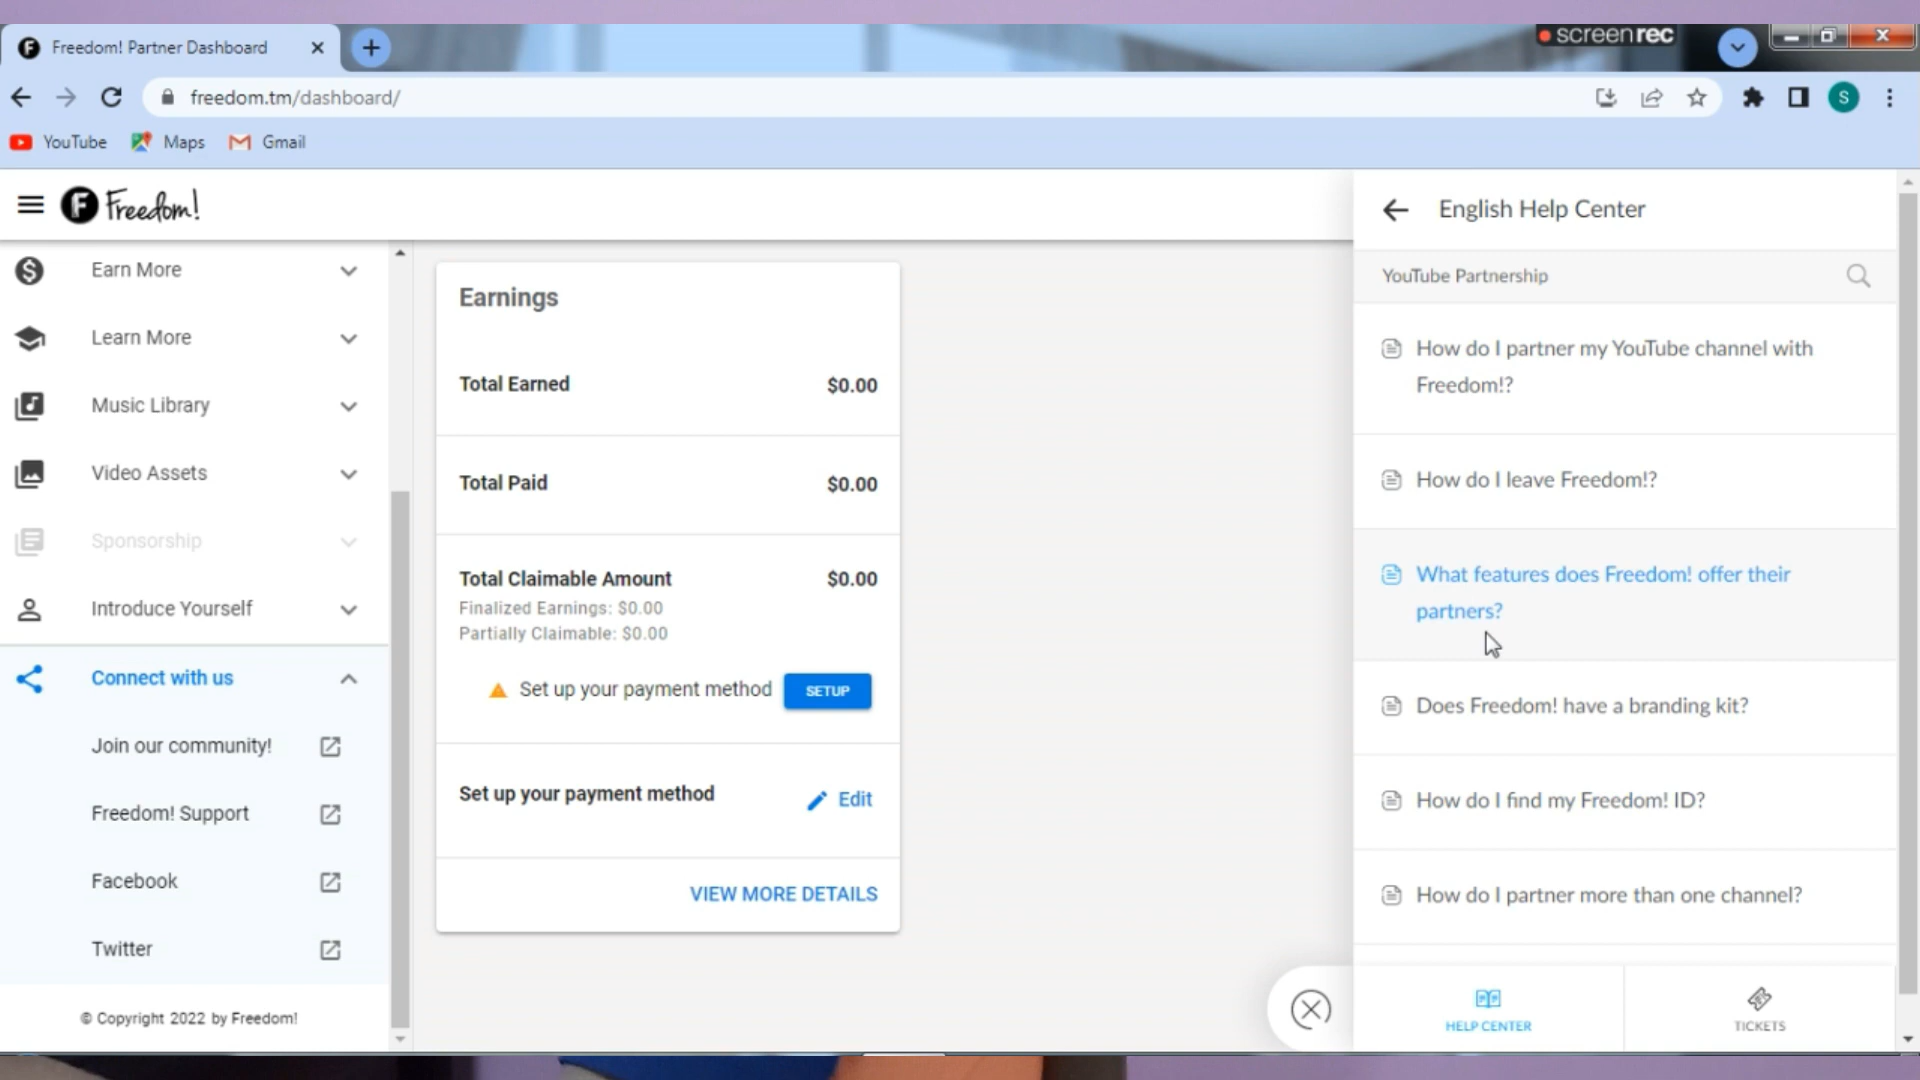 Freedom! Partner Dashboard
screenrec
freedom.tm/dashboard/
S
YouTube
Maps
Gmail
F Freedom!
Earn More
Learn More
Music Library
Video Assets
Sponsorship
Introduce Yourself
Connect with us
Join our community!
Freedom! Support
Facebook
Twitter
© Copyright 2022 by Freedom!
Earnings
Total Earned $0.00
Total Paid $0.00
Total Claimable Amount $0.00
Finalized Earnings: $0.00
Partially Claimable: $0.00
Set up your payment method SETUP
Set up your payment method Edit
VIEW MORE DETAILS
English Help Center
YouTube Partnership
How do I partner my YouTube channel with
Freedom!?
How do I leave Freedom!?
What features does Freedom! offer their
partners?
Does Freedom! have a branding kit?
How do I find my Freedom! ID?
How do I partner more than one channel?
HELP CENTER
TICKETS